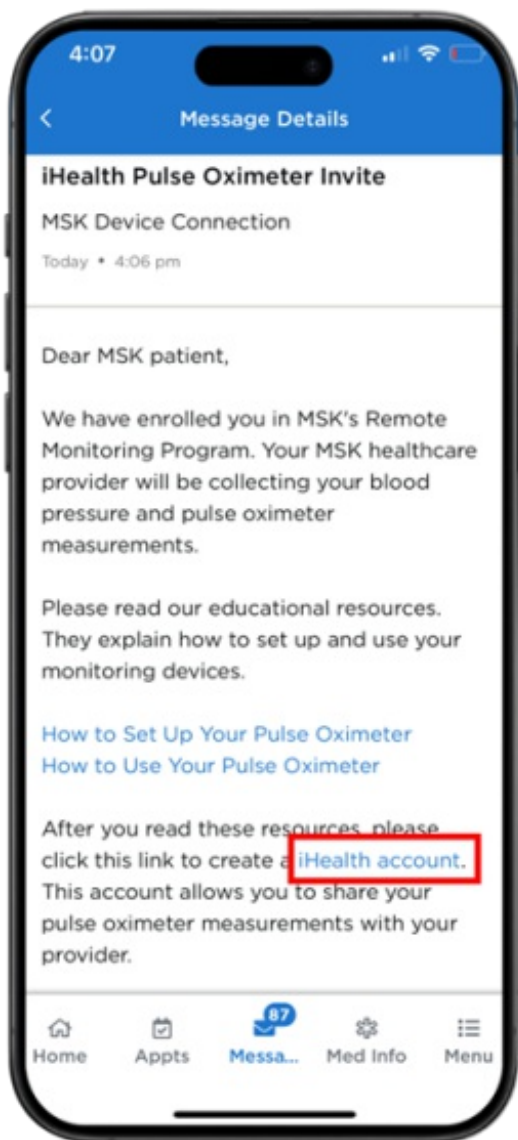 4:07
Message Details
iHealth Pulse Oximeter Invite
MSK Device Connection
Today • 4:06 pm
Dear MSK patient,
We have enrolled you in MSK's Remote
Monitoring Program. Your MSK healthcare
provider will be collecting your blood
pressure and pulse oximeter
measurements.
Please read our educational resources.
They explain how to set up and use your
monitoring devices.
How to Set Up Your Pulse Oximeter
How to Use Your Pulse Oximeter
After you read these resources, please
click this link to create a iHealth account.
This account allows you to share your
pulse oximeter measurements with your
provider.
87
Home Appts Messa... Med Info Menu